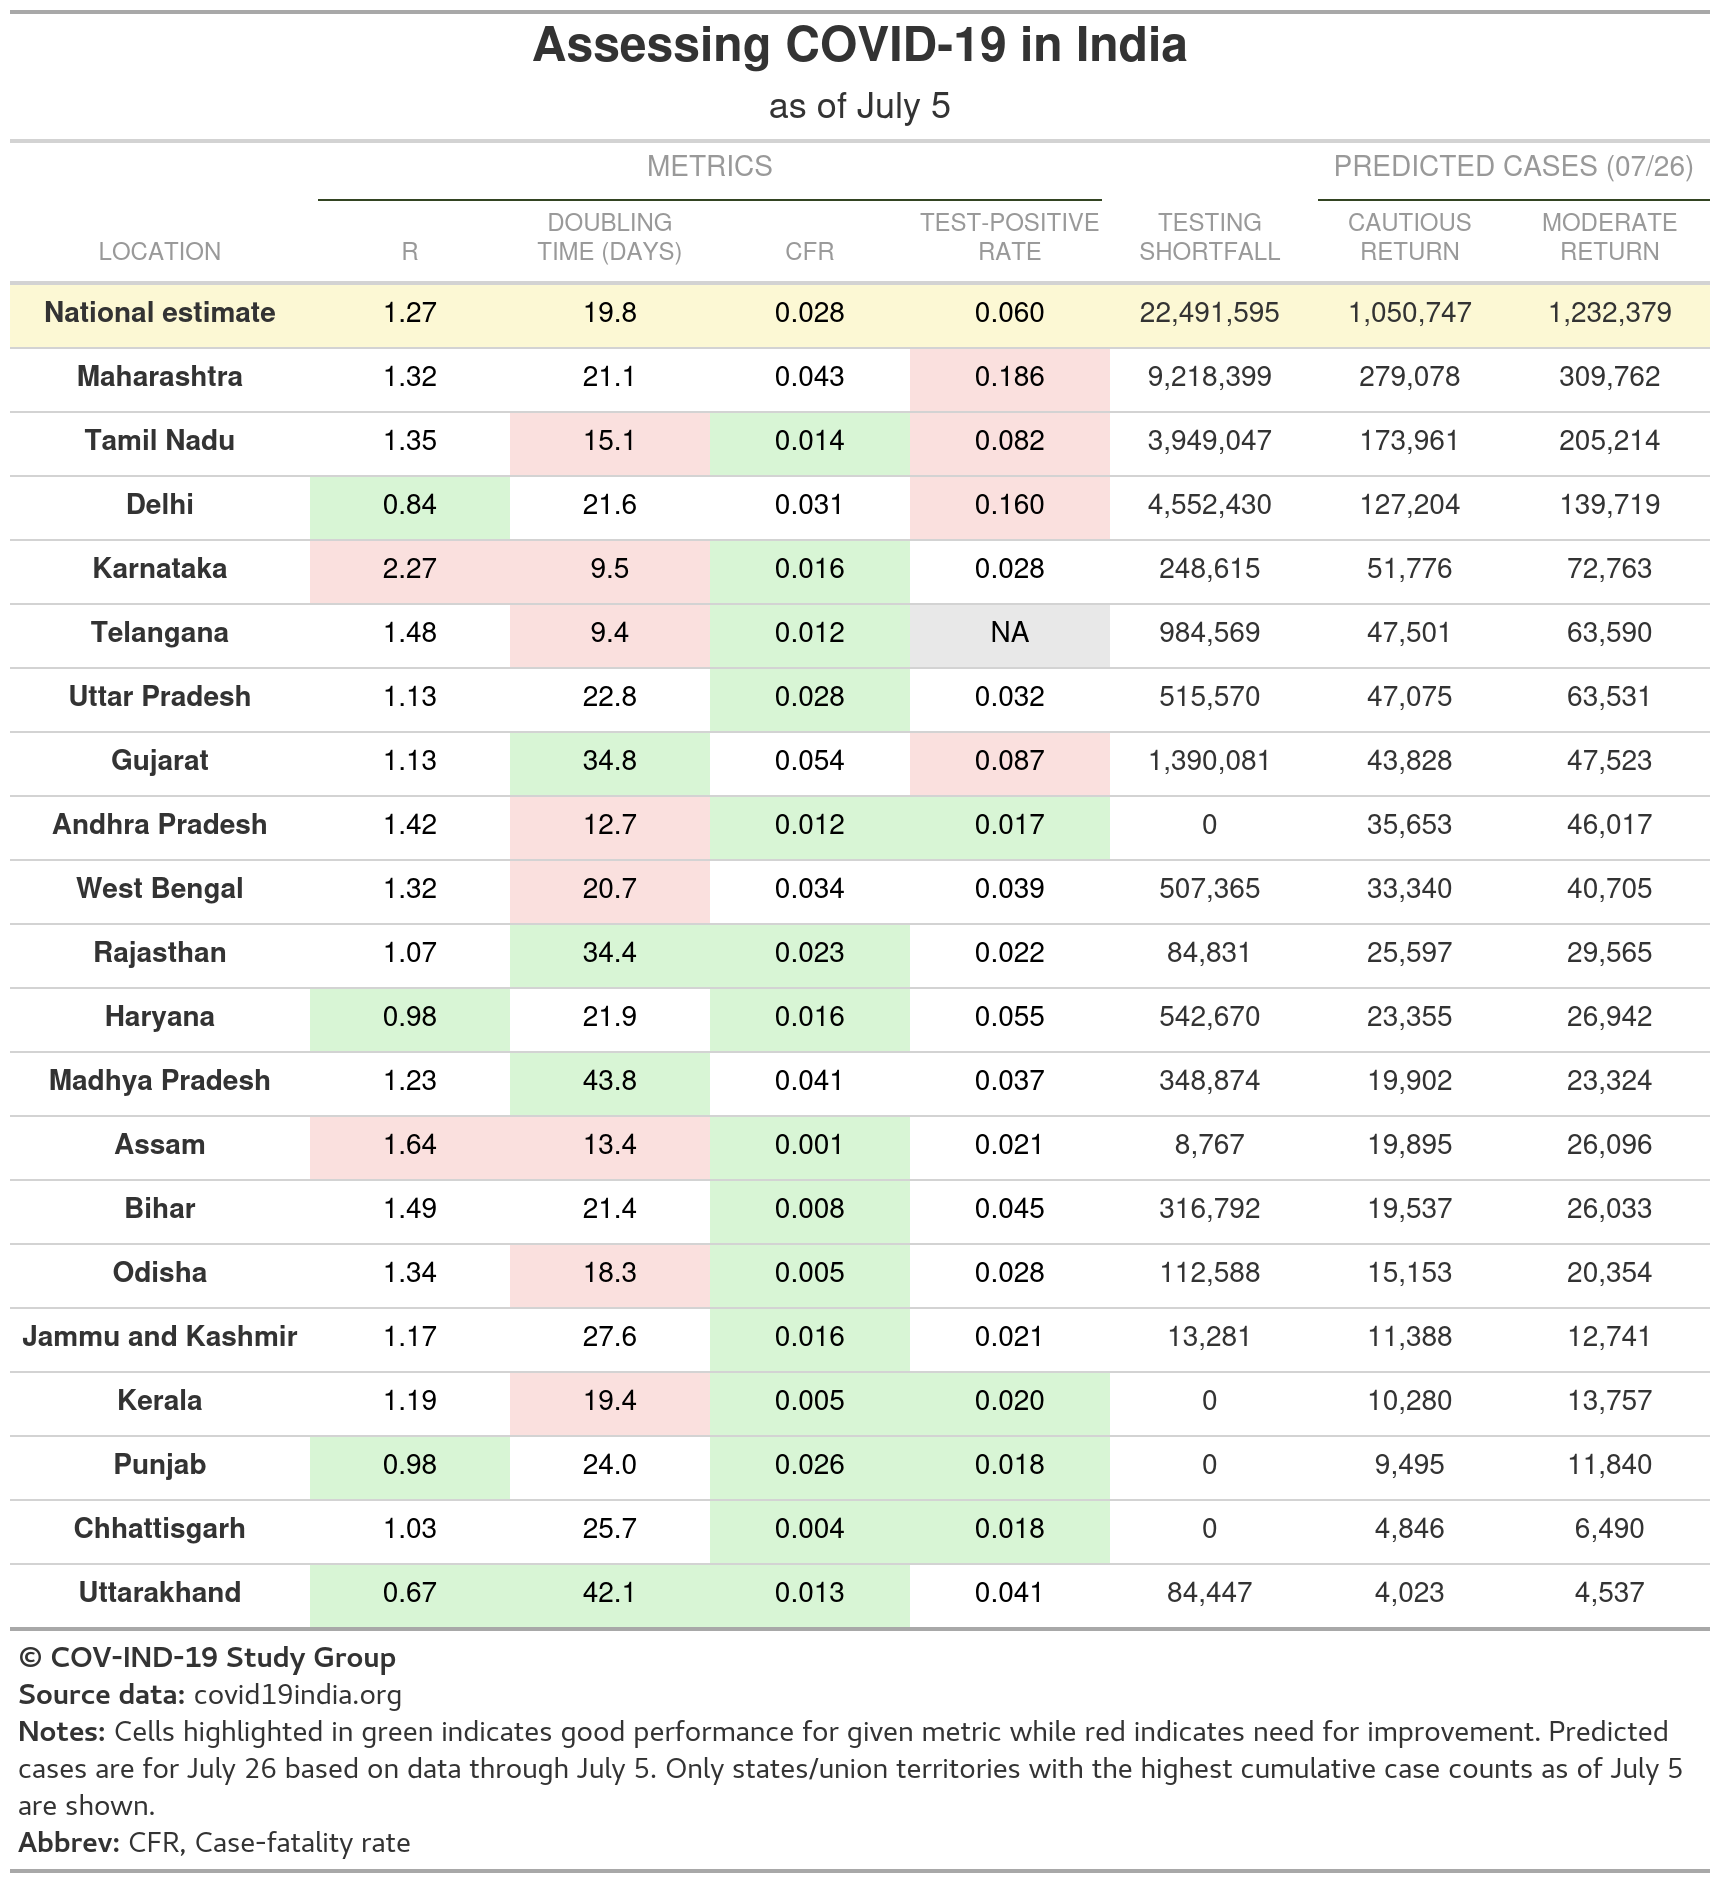 Assessing COVID-19 in India
as of July 5
METRICS PREDICTED CASES (07/26)
LOCATION R DOUBLING TIME (DAYS) CFR TEST-POSITIVE RATE TESTING SHORTFALL CAUTIOUS RETURN MODERATE RETURN
National estimate 1.27 19.8 0.028 0.060 22,491,595 1,050,747 1,232,379
Maharashtra 1.32 21.1 0.043 0.186 9,218,399 279,078 309,762
Tamil Nadu 1.35 15.1 0.014 0.082 3,949,047 173,961 205,214
Delhi 0.84 21.6 0.031 0.160 4,552,430 127,204 139,719
Karnataka 2.27 9.5 0.016 0.028 248,615 51,776 72,763
Telangana 1.48 9.4 0.012 NA 984,569 47,501 63,590
Uttar Pradesh 1.13 22.8 0.028 0.032 515,570 47,075 63,531
Gujarat 1.13 34.8 0.054 0.087 1,390,081 43,828 47,523
Andhra Pradesh 1.42 12.7 0.012 0.017 0 35,653 46,017
West Bengal 1.32 20.7 0.034 0.039 507,365 33,340 40,705
Rajasthan 1.07 34.4 0.023 0.022 84,831 25,597 29,565
Haryana 0.98 21.9 0.016 0.055 542,670 23,355 26,942
Madhya Pradesh 1.23 43.8 0.041 0.037 348,874 19,902 23,324
Assam 1.64 13.4 0.001 0.021 8,767 19,895 26,096
Bihar 1.49 21.4 0.008 0.045 316,792 19,537 26,033
Odisha 1.34 18.3 0.005 0.028 112,588 15,153 20,354
Jammu and Kashmir 1.17 27.6 0.016 0.021 13,281 11,388 12,741
Kerala 1.19 19.4 0.005 0.020 0 10,280 13,757
Punjab 0.98 24.0 0.026 0.018 0 9,495 11,840
Chhattisgarh 1.03 25.7 0.004 0.018 0 4,846 6,490
Uttarakhand 0.67 42.1 0.013 0.041 84,447 4,023 4,537
© COV-IND-19 Study Group
Source data: covid19india.org
Notes: Cells highlighted in green indicates good performance for given metric while red indicates need for improvement. Predicted
cases are for July 26 based on data through July 5. Only states/union territories with the highest cumulative case counts as of July 5
are shown.
Abbrev: CFR, Case-fatality rate